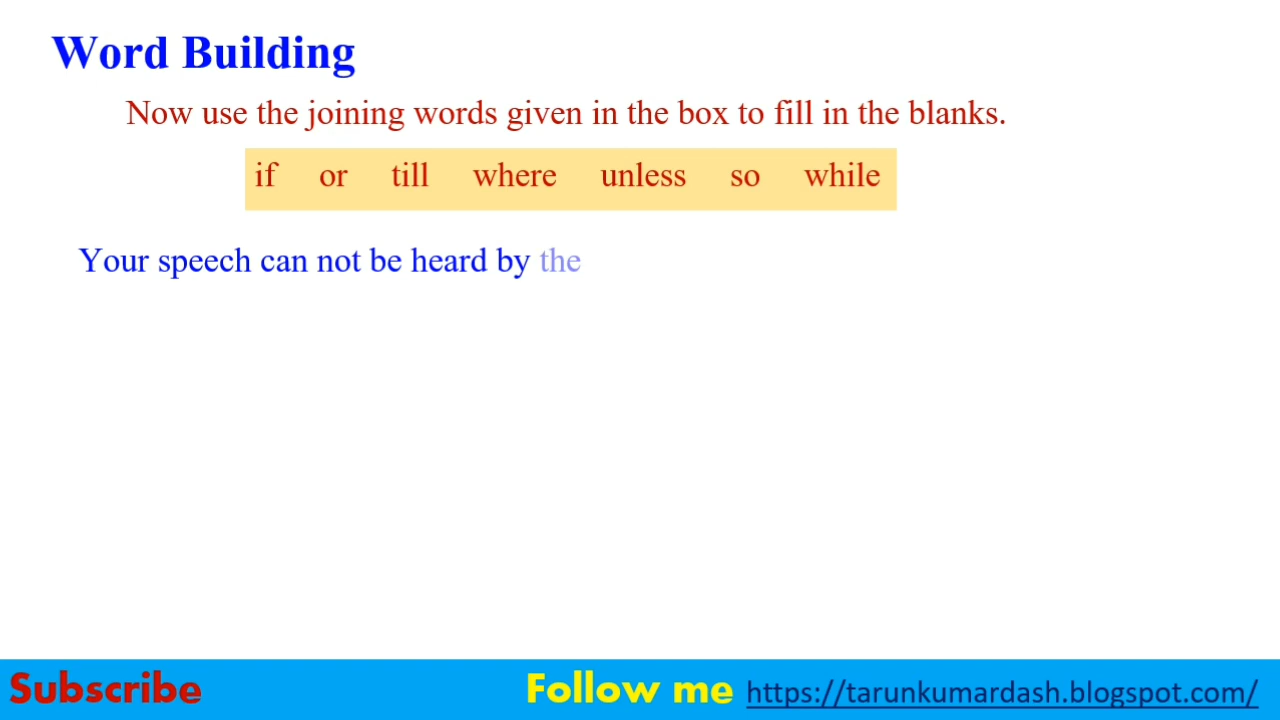 Word Building
Now use the joining words given in the box to fill in the blanks.
if or till where unless so while
Your speech can not be heard by the
Subscribe Follow me https://tarunkumardash.blogspot.com/